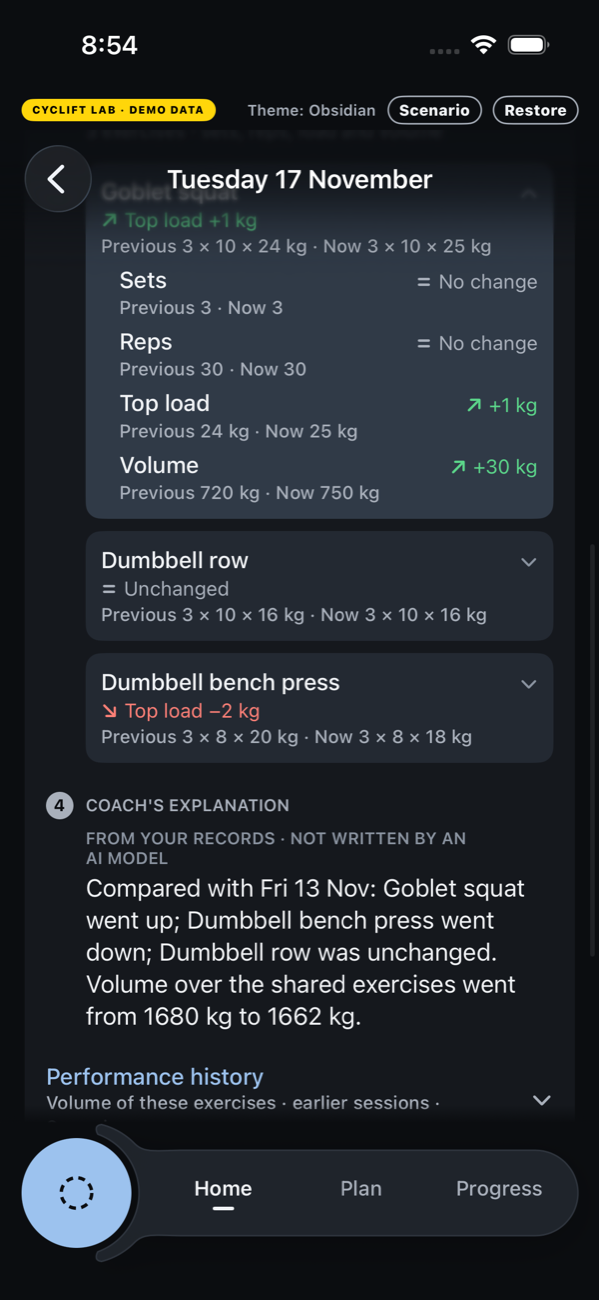 8:54
CYCLIFT LAB · DEMO DATA
Theme: Obsidian
Scenario
Restore
Tuesday 17 November
Goblet squat
↗ Top load +1 kg
Previous 3 × 10 × 24 kg · Now 3 × 10 × 25 kg
Sets
= No change
Previous 3 · Now 3
Reps
= No change
Previous 30 · Now 30
Top load
↗ +1 kg
Previous 24 kg · Now 25 kg
Volume
↗ +30 kg
Previous 720 kg · Now 750 kg
Dumbbell row
= Unchanged
Previous 3 × 10 × 16 kg · Now 3 × 10 × 16 kg
Dumbbell bench press
↘ Top load −2 kg
Previous 3 × 8 × 20 kg · Now 3 × 8 × 18 kg
4 COACH'S EXPLANATION
FROM YOUR RECORDS · NOT WRITTEN BY AN
AI MODEL
Compared with Fri 13 Nov: Goblet squat
went up; Dumbbell bench press went
down; Dumbbell row was unchanged.
Volume over the shared exercises went
from 1680 kg to 1662 kg.
Performance history
Volume of these exercises · earlier sessions ·
Home
Plan
Progress